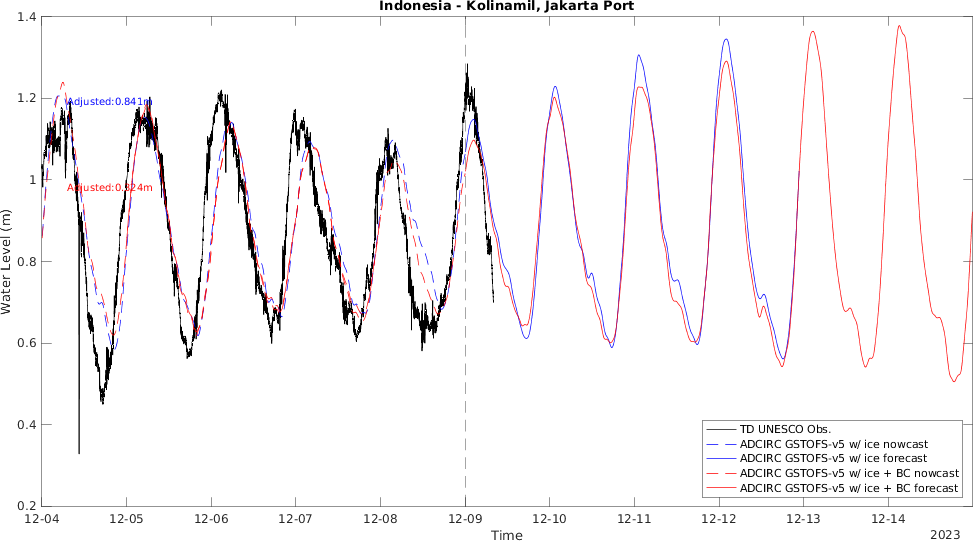 Indonesia - Kolinamil, Jakarta Port
1.4
1.2
1
0.8
0.6
0.4
0.2
Water Level (m)
Adjusted:0.841m
Adjusted:0.824m
TD UNESCO Obs.
ADCIRC GSTOFS-v5 w/ ice nowcast
ADCIRC GSTOFS-v5 w/ ice forecast
ADCIRC GSTOFS-v5 w/ ice + BC nowcast
ADCIRC GSTOFS-v5 w/ ice + BC forecast
12-04 12-05 12-06 12-07 12-08 12-09 12-10 12-11 12-12 12-13 12-14
Time
2023